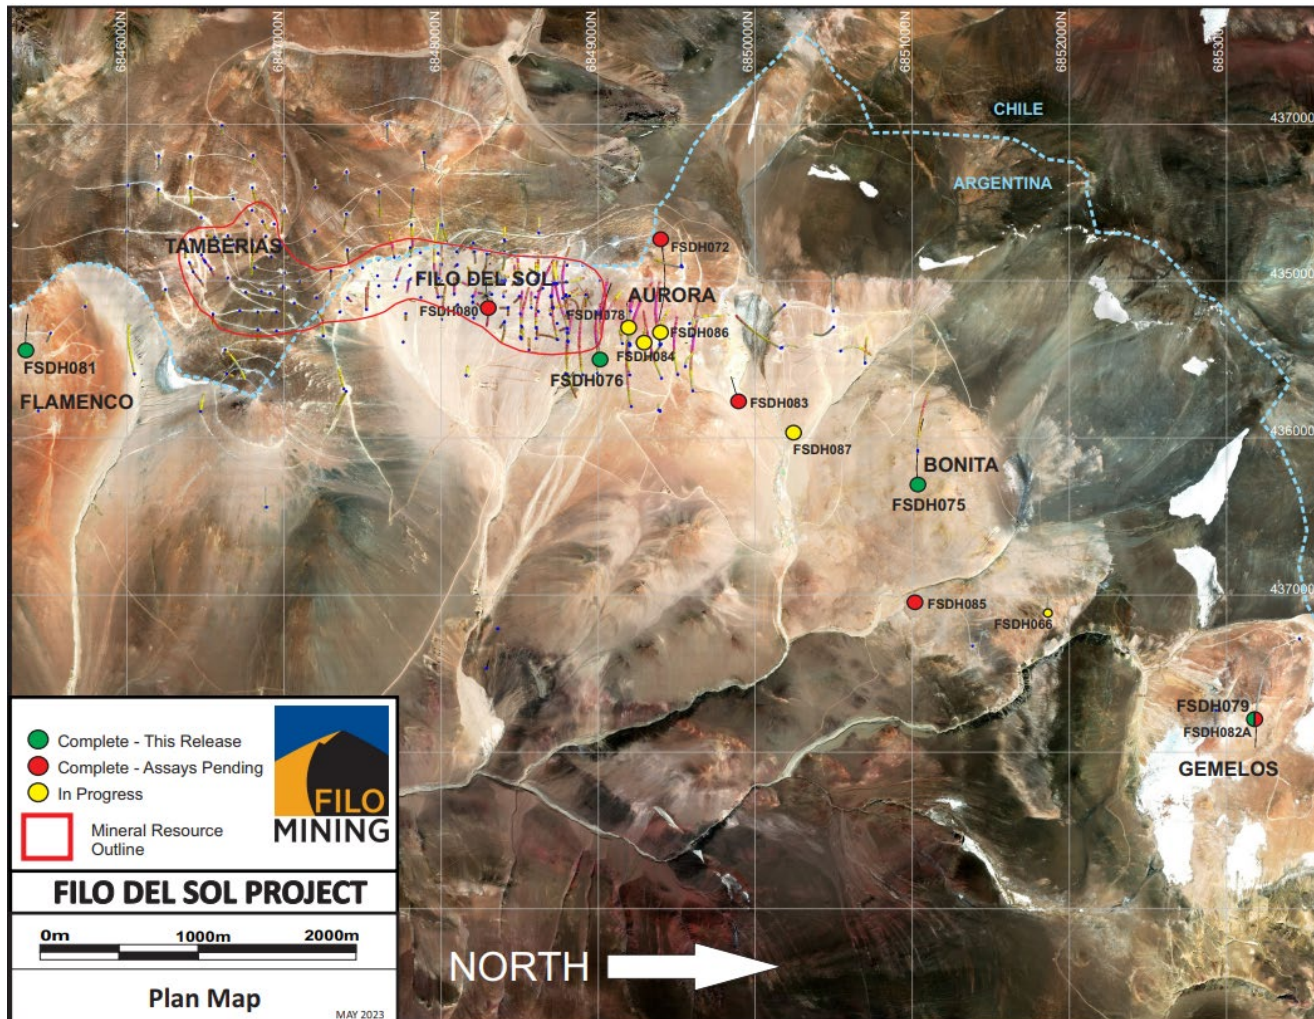 6846000N
6847000N
6848000N
6849000N
6850000N
6851000N
6852000N
6853000N
CHILE
437000
ARGENTINA
TAMBERIAS
FSDH072
FILO DEL SOL
435000
AURORA
FSDH080
FSDH078
FSDH086
FSDH084
FSDH081
FSDH076
FLAMENCO
FSDH083
FSDH087
436000
BONITA
FSDH075
437000
FSDH085
FSDH066
FSDH079
FSDH082A
GEMELOS
Complete - This Release
Complete - Assays Pending
In Progress
Mineral Resource
Outline
FILO
MINING
FILO DEL SOL PROJECT
0m 1000m 2000m
Plan Map
MAY 2023
NORTH